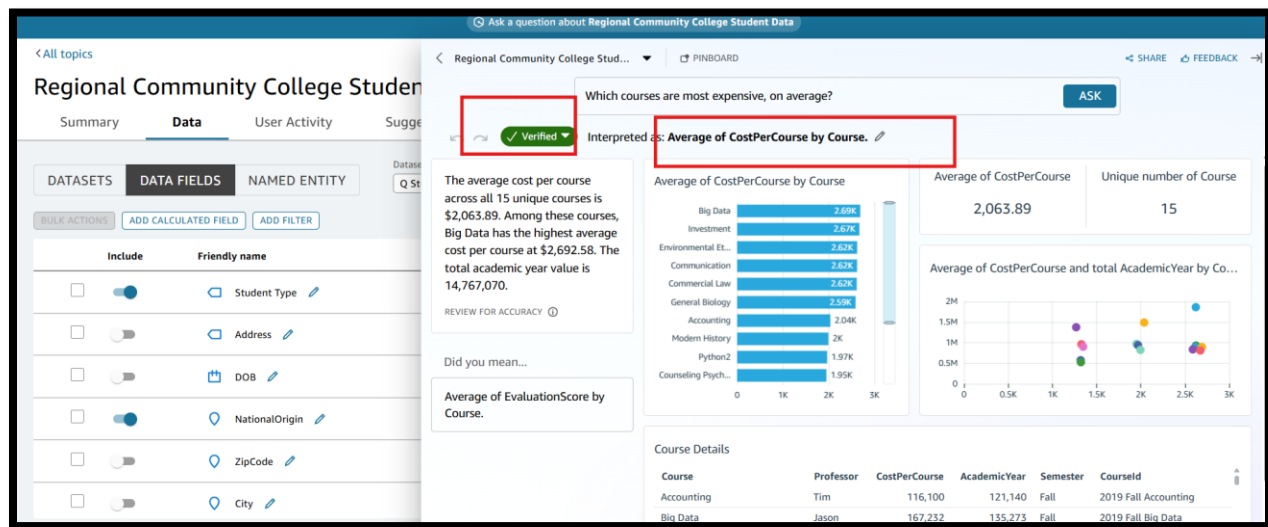 Ask a question about Regional Community College Student Data
All topics
Regional Community College Studen
Summary Data User Activity Sugge
DATASETS DATA FIELDS NAMED ENTITY
Datase
Q St
BULK ACTIONS ADD CALCULATED FIELD ADD FILTER
Include Friendly name
Student Type
Address
DOB
NationalOrigin
ZipCode
City
Regional Community College Stud... PINBOARD SHARE FEEDBACK
Which courses are most expensive, on average? ASK
Verified Interpreted as: Average of CostPerCourse by Course.
The average cost per course
across all 15 unique courses is
$2,063.89. Among these courses,
Big Data has the highest average
cost per course at $2,692.58. The
total academic year value is
14,767,070.
REVIEW FOR ACCURACY
Did you mean...
Average of EvaluationScore by
Course.
Average of CostPerCourse by Course
Big Data 2.69K
Investment 2.67K
Environmental Et... 2.62K
Communication 2.62K
Commercial Law 2.62K
General Biology 2.59K
Accounting 2.04K
Modern History 2K
Python2 1.97K
Counseling Psych... 1.95K
0 1K 2K 3K
Average of CostPerCourse Unique number of Course
2,063.89 15
Average of CostPerCourse and total AcademicYear by Co...
2M
1.5M
1M
0.5M
0
0 0.5K 1K 1.5K 2K 2.5K 3K
Course Details
Course Professor CostPerCourse AcademicYear Semester CourseId
Accounting Tim 116,100 121,140 Fall 2019 Fall Accounting
Big Data Jason 167,232 135,273 Fall 2019 Fall Big Data